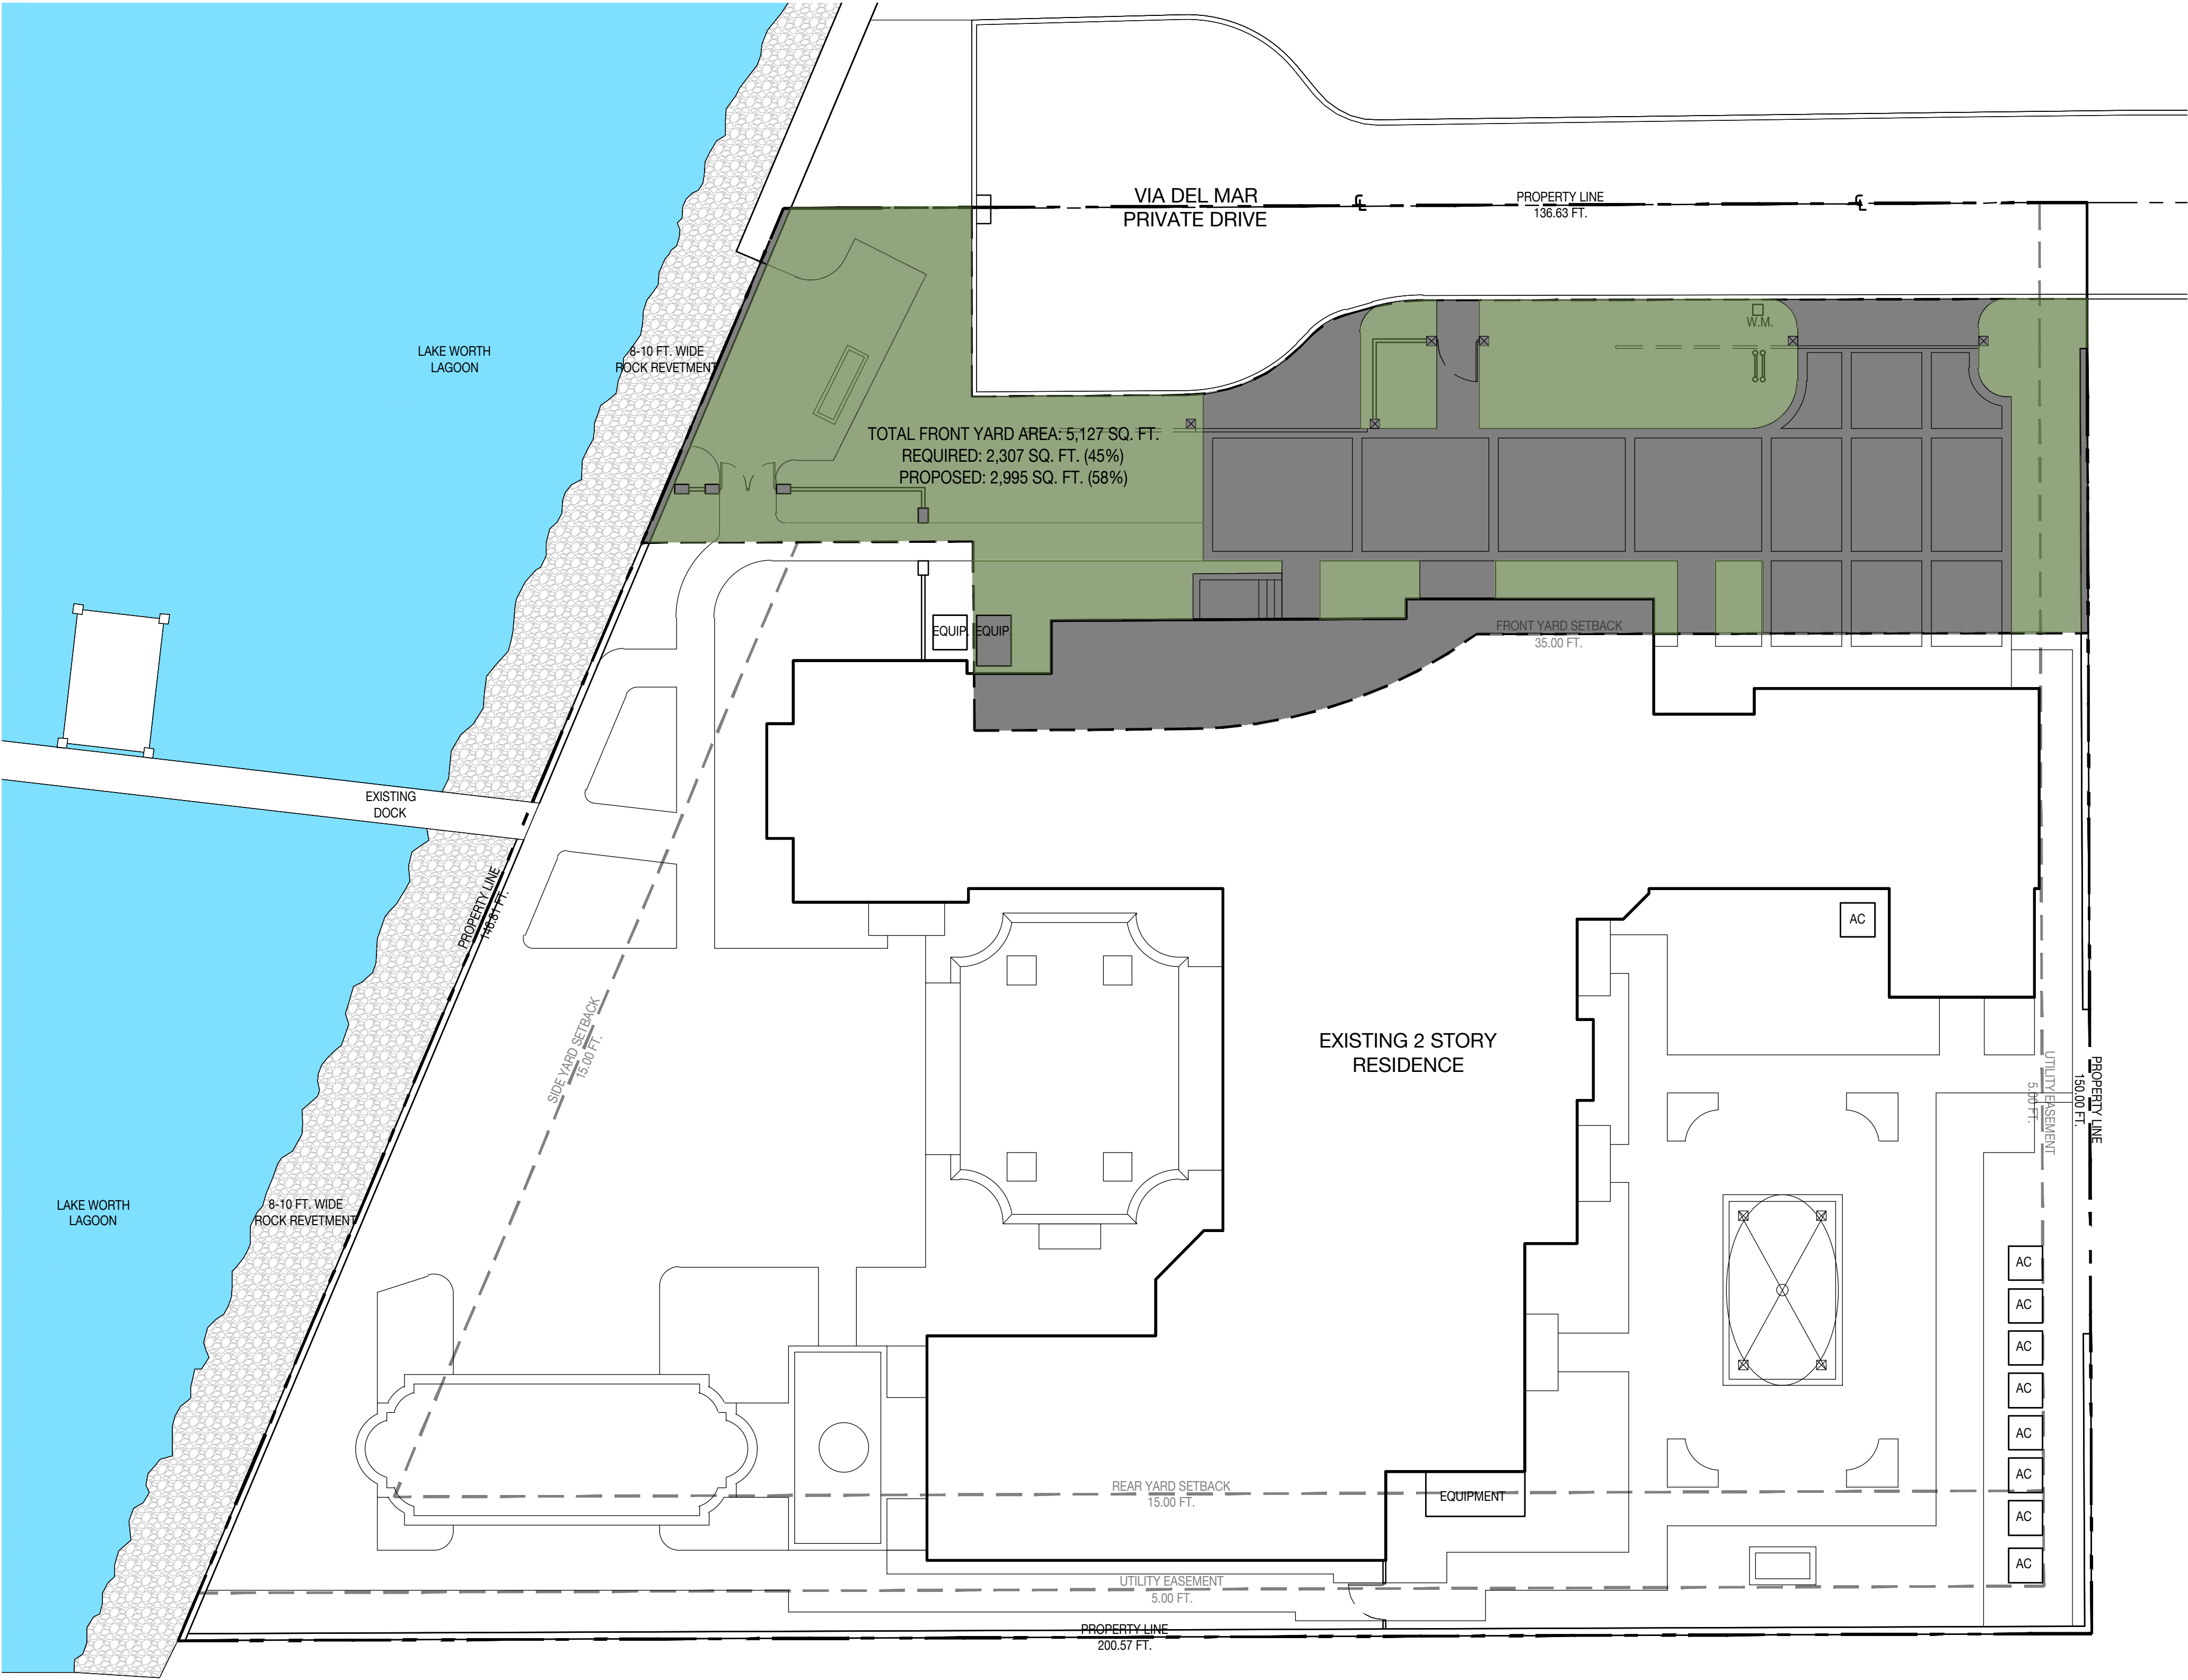 VIA DEL MAR
PRIVATE DRIVE
PROPERTY LINE
136.63 FT.
W.M.
LAKE WORTH
LAGOON
8-10 FT. WIDE
ROCK REVETMENT
TOTAL FRONT YARD AREA: 5,127 SQ. FT.
REQUIRED: 2,307 SQ. FT. (45%)
PROPOSED: 2,995 SQ. FT. (58%)
EQUIP.
EQUIP.
FRONT YARD SETBACK
35.00 FT.
EXISTING
DOCK
PROPERTY LINE
148.81 FT.
AC
SIDE YARD SETBACK
15.00 FT.
EXISTING 2 STORY
RESIDENCE
UTILITY EASEMENT
5.00 FT.
PROPERTY LINE
150.00 FT.
LAKE WORTH
LAGOON
8-10 FT. WIDE
ROCK REVETMENT
AC
AC
AC
AC
AC
AC
AC
AC
REAR YARD SETBACK
15.00 FT.
EQUIPMENT
UTILITY EASEMENT
5.00 FT.
PROPERTY LINE
200.57 FT.